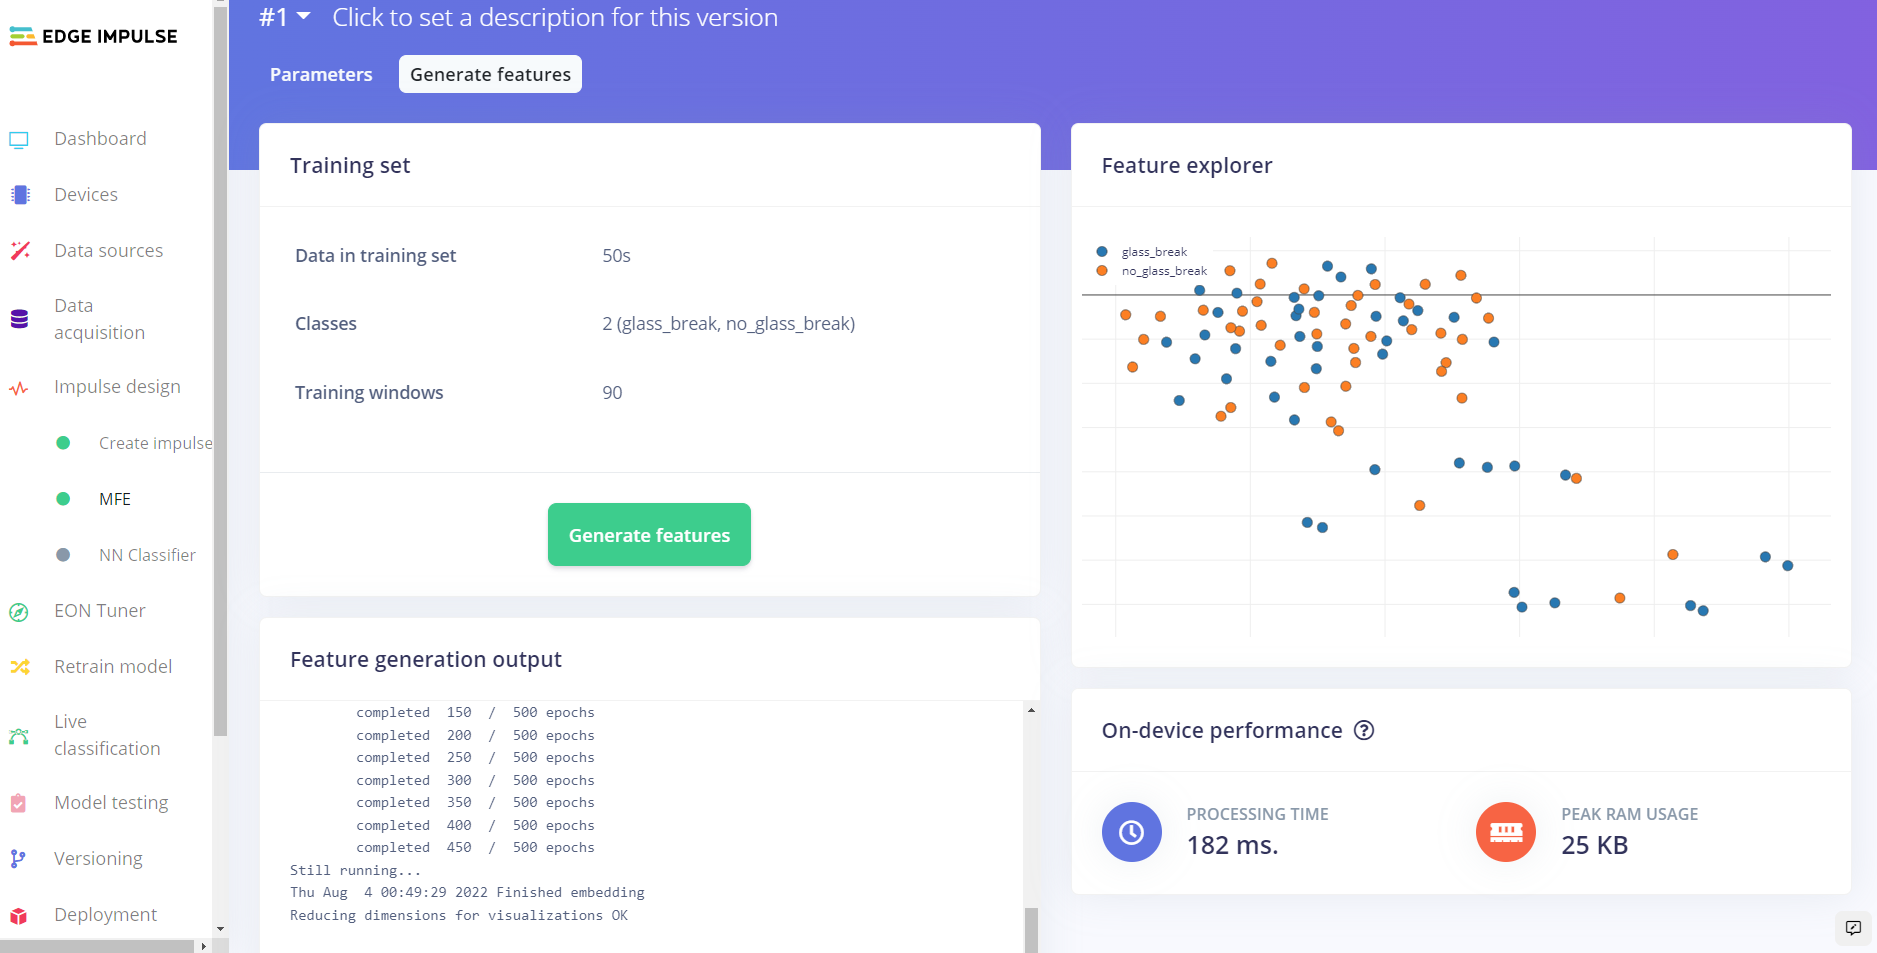 EDGE IMPULSE
Dashboard
Devices
Data sources
Data
acquisition
Impulse design
Create impulse
MFE
NN Classifier
EON Tuner
Retrain model
Live
classification
Model testing
Versioning
Deployment
#1 Click to set a description for this version
Parameters Generate features
Training set
Data in training set 50s
Classes 2 (glass_break, no_glass_break)
Training windows 90
Generate features
Feature generation output
completed 150 / 500 epochs
completed 200 / 500 epochs
completed 250 / 500 epochs
completed 300 / 500 epochs
completed 350 / 500 epochs
completed 400 / 500 epochs
completed 450 / 500 epochs
Still running...
Thu Aug 4 00:49:29 2022 Finished embedding
Reducing dimensions for visualizations OK
Feature explorer
glass_break
no_glass_break
On-device performance ?
PROCESSING TIME
182 ms.
PEAK RAM USAGE
25 KB